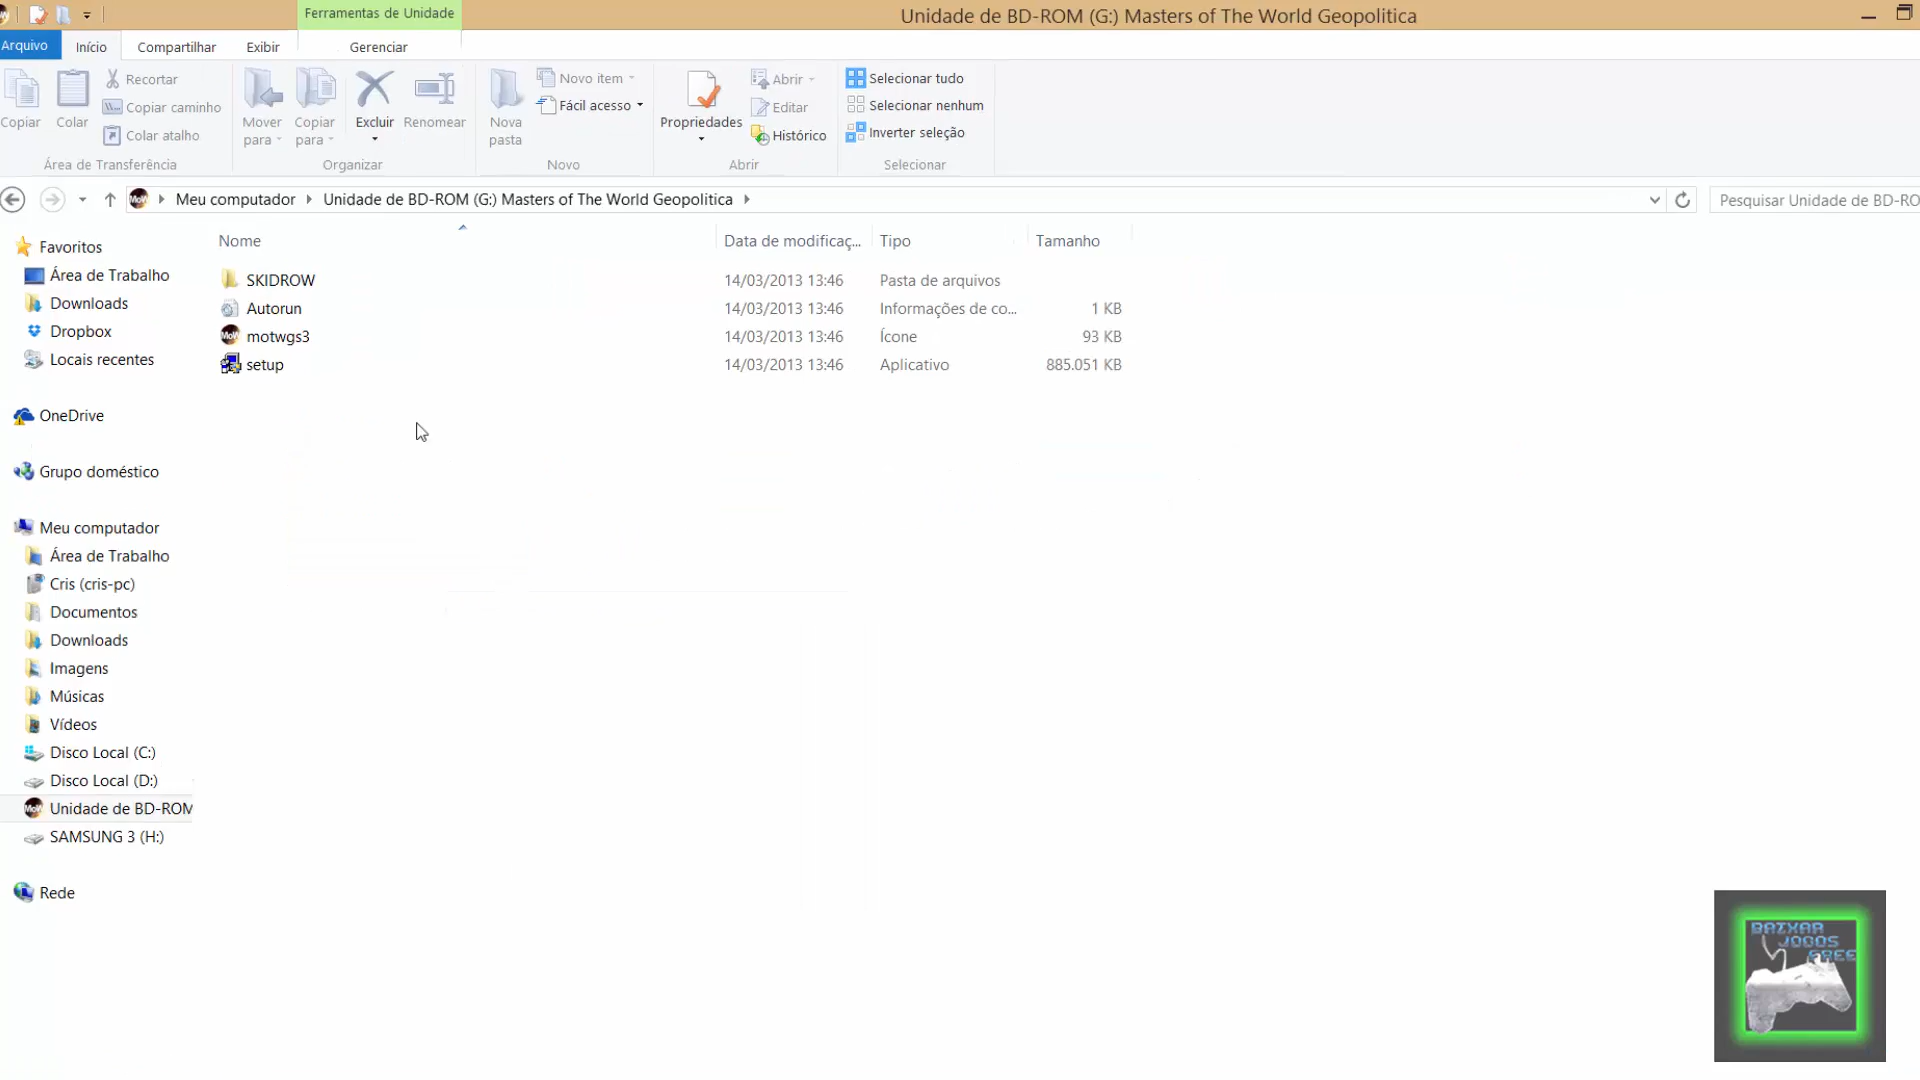 Ferramentas de Unidade
Unidade de BD-ROM (G:) Masters of The World Geopolitica
Arquivo
Início
Compartilhar
Exibir
Gerenciar
Copiar
Colar
Recortar
Copiar caminho
Colar atalho
Área de Transferência
Mover para
Copiar para
Excluir
Renomear
Organizar
Nova pasta
Novo item
Fácil acesso
Novo
Propriedades
Abrir
Editar
Histórico
Abrir
Selecionar tudo
Selecionar nenhum
Inverter seleção
Selecionar
Meu computador
Unidade de BD-ROM (G:) Masters of The World Geopolitica
Pesquisar Unidade de BD-RO
Nome
Data de modificaç...
Tipo
Tamanho
SKIDROW 14/03/2013 13:46 Pasta de arquivos
Autorun 14/03/2013 13:46 Informações de co... 1 KB
motwgs3 14/03/2013 13:46 Ícone 93 KB
setup 14/03/2013 13:46 Aplicativo 885.051 KB
Favoritos
Área de Trabalho
Downloads
Dropbox
Locais recentes
OneDrive
Grupo doméstico
Meu computador
Área de Trabalho
Cris (cris-pc)
Documentos
Downloads
Imagens
Músicas
Vídeos
Disco Local (C:)
Disco Local (D:)
Unidade de BD-ROM
SAMSUNG 3 (H:)
Rede
BAIXAR
JOGOS
FREE